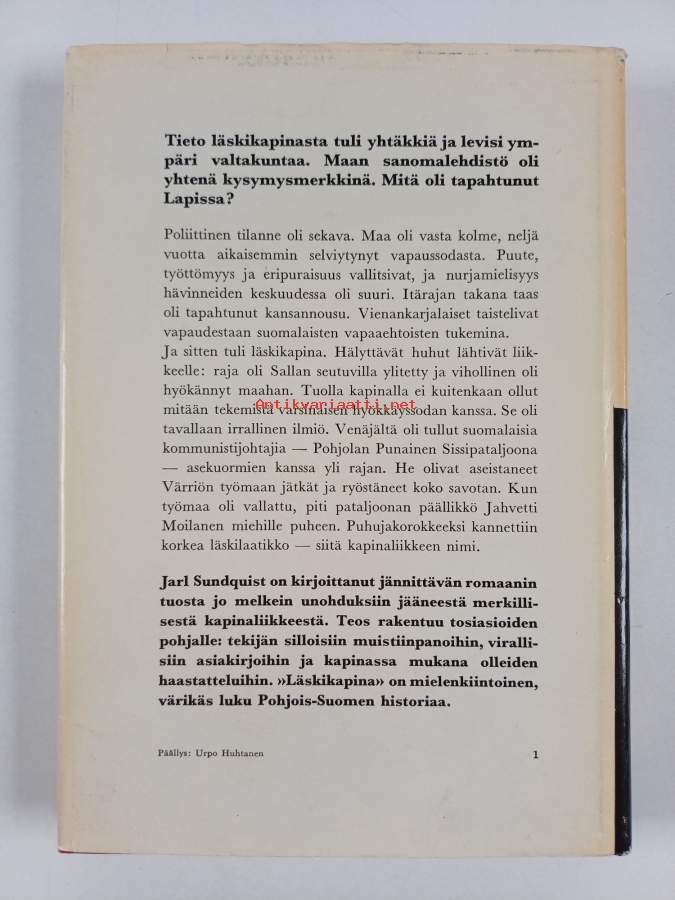 Tieto läskikapinasta tuli yhtäkkiä ja levisi ym-
päri valtakuntaa. Maan sanomalehdistö oli
yhtenä kysymysmerkkinä. Mitä oli tapahtunut
Lapissa?
Poliittinen tilanne oli sekava. Maa oli vasta kolme, neljä
vuotta aikaisemmin selviytynyt vapaussodasta. Puute,
työttömyys ja eripuraisuus vallitsivat, ja nurjamielisyys
hävinneiden keskuudessa oli suuri. Itärajan takana taas
oli tapahtunut kansannousu. Vienankarjalaiset taistelivat
vapaudestaan suomalaisten vapaaehtoisten tukemina.
Ja sitten tuli läskikapina. Hälyttävät huhut lähtivät liik-
keelle: raja oli Sallan seutuvilla ylitetty ja vihollinen oli
hyökännyt maahan. Tuolla kapinalla ei kuitenkaan ollut
Antikvariaatti.net
mitään tekemistä varsinaisen hyökkäyssodan kanssa. Se oli
tavallaan irrallinen ilmiö. Venäjältä oli tullut suomalaisia
kommunistijohtajia — Pohjolan Punainen Sissipataljoona
— asekuormien kanssa yli rajan. He olivat aseistaneet
Värriön työmaan jätkät ja ryöstäneet koko savotan. Kun
työmaa oli vallattu, piti pataljoonan päällikkö Jahvetti
Moilanen miehille puheen. Puhujakorokkeeksi kannettiin
korkea läskilaatikko — siitä kapinaliikkeen nimi.
Jarl Sundquist on kirjoittanut jännittävän romaanin
tuosta jo melkein unohduksiin jääneestä merkilli-
sestä kapinaliikkeestä. Teos rakentuu tosiasioiden
pohjalle: tekijän silloisiin muistiinpanoihin, viralli-
siin asiakirjoihin ja kapinassa mukana olleiden
haastatteluihin. »Läskikapina» on mielenkiintoinen,
värikäs luku Pohjois-Suomen historiaa.
Päällys: Urpo Huhtanen 1